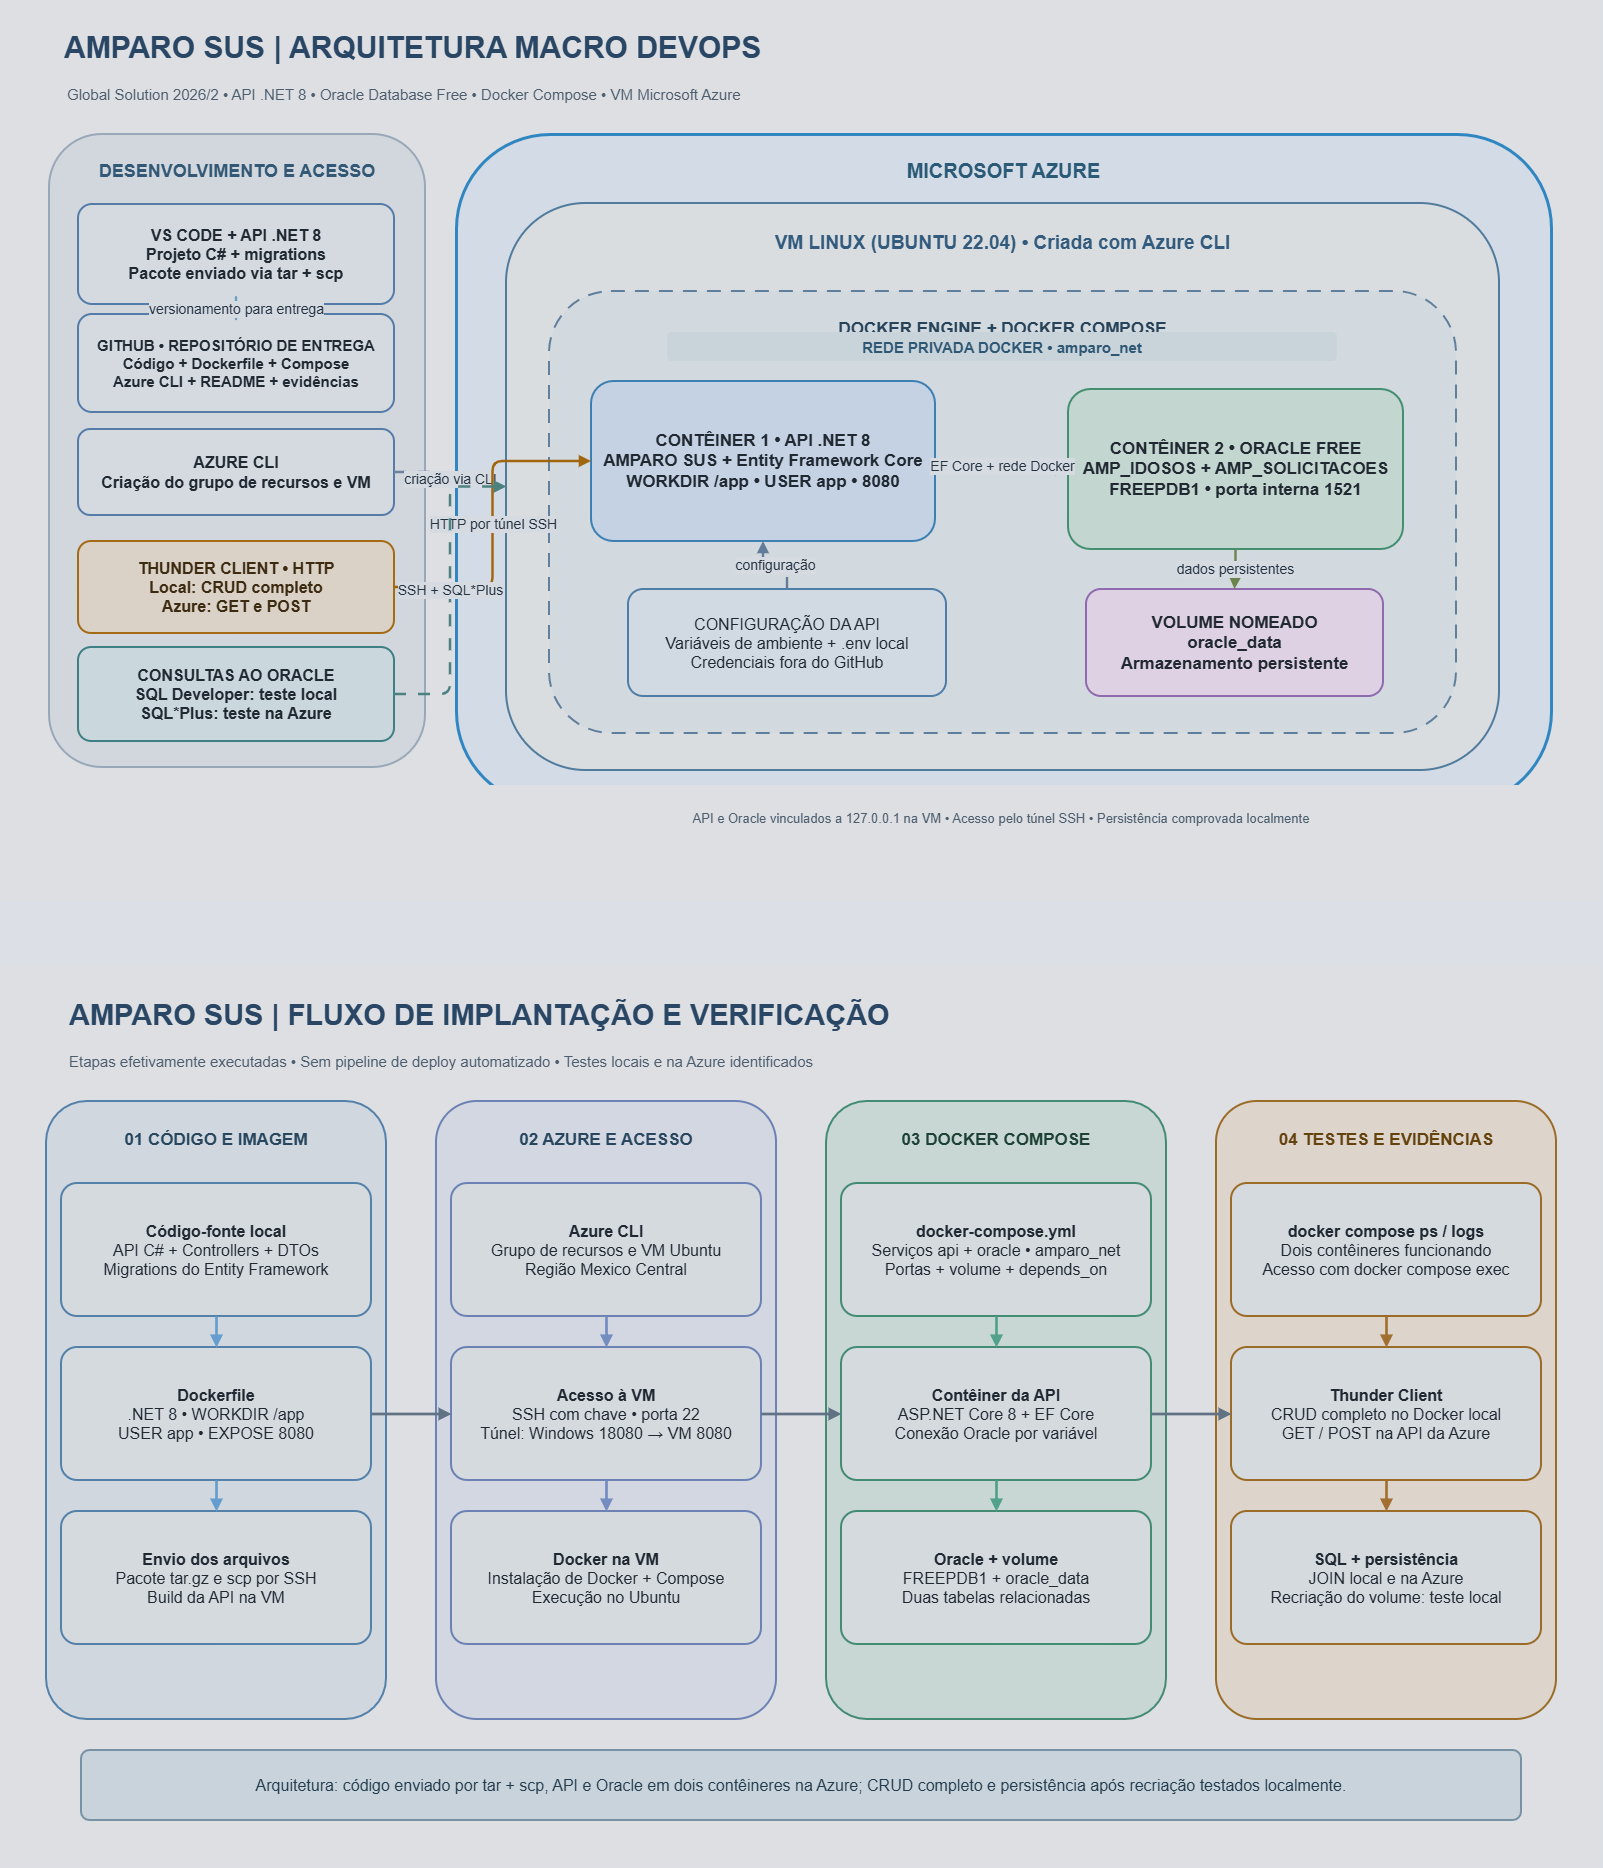 AMPARO SUS | ARQUITETURA MACRO DEVOPS
Global Solution 2026/2 • API .NET 8 • Oracle Database Free • Docker Compose • VM Microsoft Azure
DESENVOLVIMENTO E ACESSO
VS CODE + API .NET 8
Projeto C# + migrations
Pacote enviado via tar + scp
versionamento para entrega
GITHUB • REPOSITÓRIO DE ENTREGA
Código + Dockerfile + Compose
Azure CLI + README + evidências
AZURE CLI
Criação do grupo de recursos e VM
THUNDER CLIENT • HTTP
Local: CRUD completo
Azure: GET e POST
CONSULTAS AO ORACLE
SQL Developer: teste local
SQL*Plus: teste na Azure
criação via CLI
HTTP por túnel SSH
SSH + SQL*Plus
MICROSOFT AZURE
VM LINUX (UBUNTU 22.04) • Criada com Azure CLI
DOCKER ENGINE + DOCKER COMPOSE
REDE PRIVADA DOCKER • amparo_net
CONTÊINER 1 • API .NET 8
AMPARO SUS + Entity Framework Core
WORKDIR /app • USER app • 8080
EF Core + rede Docker
CONTÊINER 2 • ORACLE FREE
AMP_IDOSOS + AMP_SOLICITACOES
FREEPDB1 • porta interna 1521
configuração
dados persistentes
CONFIGURAÇÃO DA API
Variáveis de ambiente + .env local
Credenciais fora do GitHub
VOLUME NOMEADO
oracle_data
Armazenamento persistente
API e Oracle vinculados a 127.0.0.1 na VM • Acesso pelo túnel SSH • Persistência comprovada localmente
AMPARO SUS | FLUXO DE IMPLANTAÇÃO E VERIFICAÇÃO
Etapas efetivamente executadas • Sem pipeline de deploy automatizado • Testes locais e na Azure identificados
01 CÓDIGO E IMAGEM
Código-fonte local
API C# + Controllers + DTOs
Migrations do Entity Framework
Dockerfile
.NET 8 • WORKDIR /app
USER app • EXPOSE 8080
Envio dos arquivos
Pacote tar.gz e scp por SSH
Build da API na VM
02 AZURE E ACESSO
Azure CLI
Grupo de recursos e VM Ubuntu
Região Mexico Central
Acesso à VM
SSH com chave • porta 22
Túnel: Windows 18080 → VM 8080
Docker na VM
Instalação de Docker + Compose
Execução no Ubuntu
03 DOCKER COMPOSE
docker-compose.yml
Serviços api + oracle • amparo_net
Portas + volume + depends_on
Contêiner da API
ASP.NET Core 8 + EF Core
Conexão Oracle por variável
Oracle + volume
FREEPDB1 + oracle_data
Duas tabelas relacionadas
04 TESTES E EVIDÊNCIAS
docker compose ps / logs
Dois contêineres funcionando
Acesso com docker compose exec
Thunder Client
CRUD completo no Docker local
GET / POST na API da Azure
SQL + persistência
JOIN local e na Azure
Recriação do volume: teste local
Arquitetura: código enviado por tar + scp, API e Oracle em dois contêineres na Azure; CRUD completo e persistência após recriação testados localmente.